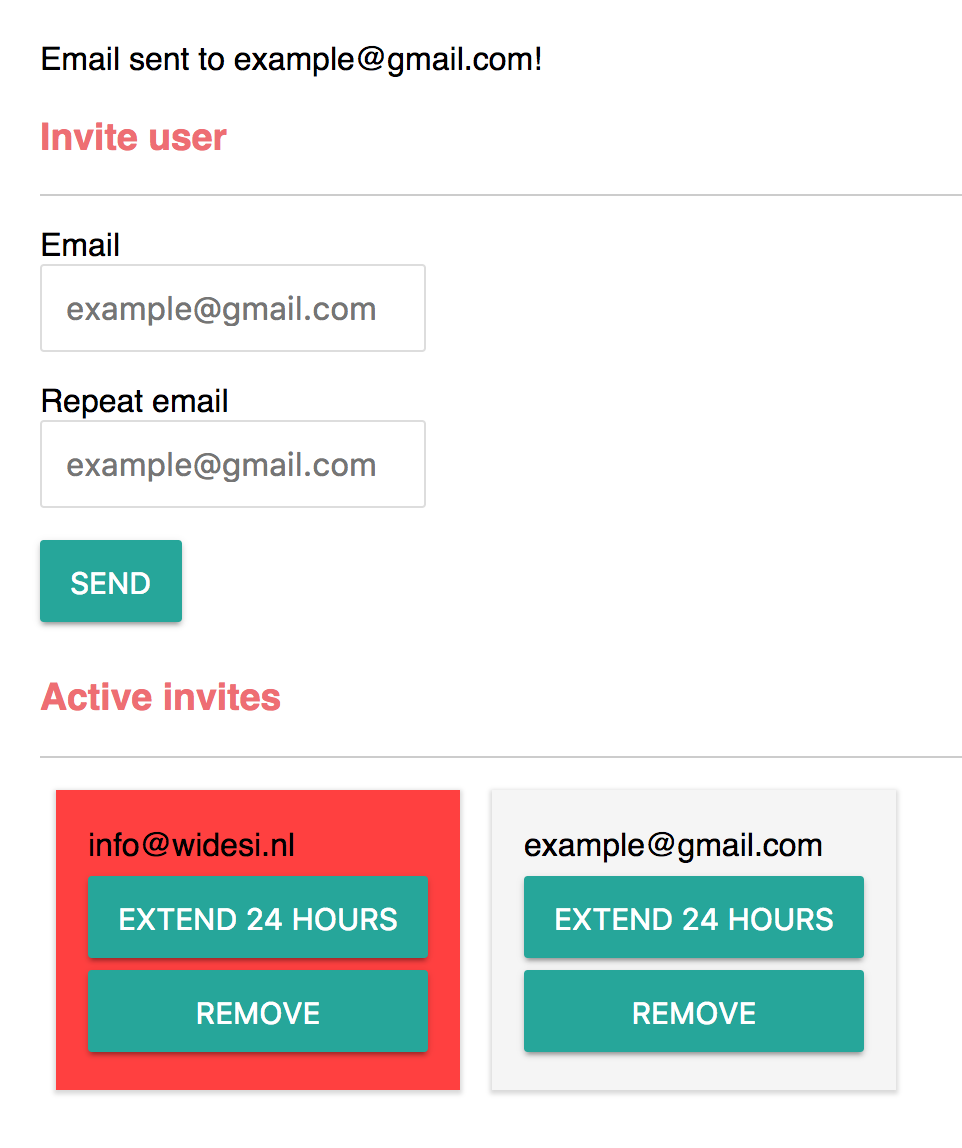 Email sent to example@gmail.com!
Invite user
Email
example@gmail.com
Repeat email
example@gmail.com
SEND
Active invites
info@widesi.nl
EXTEND 24 HOURS
REMOVE
example@gmail.com
EXTEND 24 HOURS
REMOVE